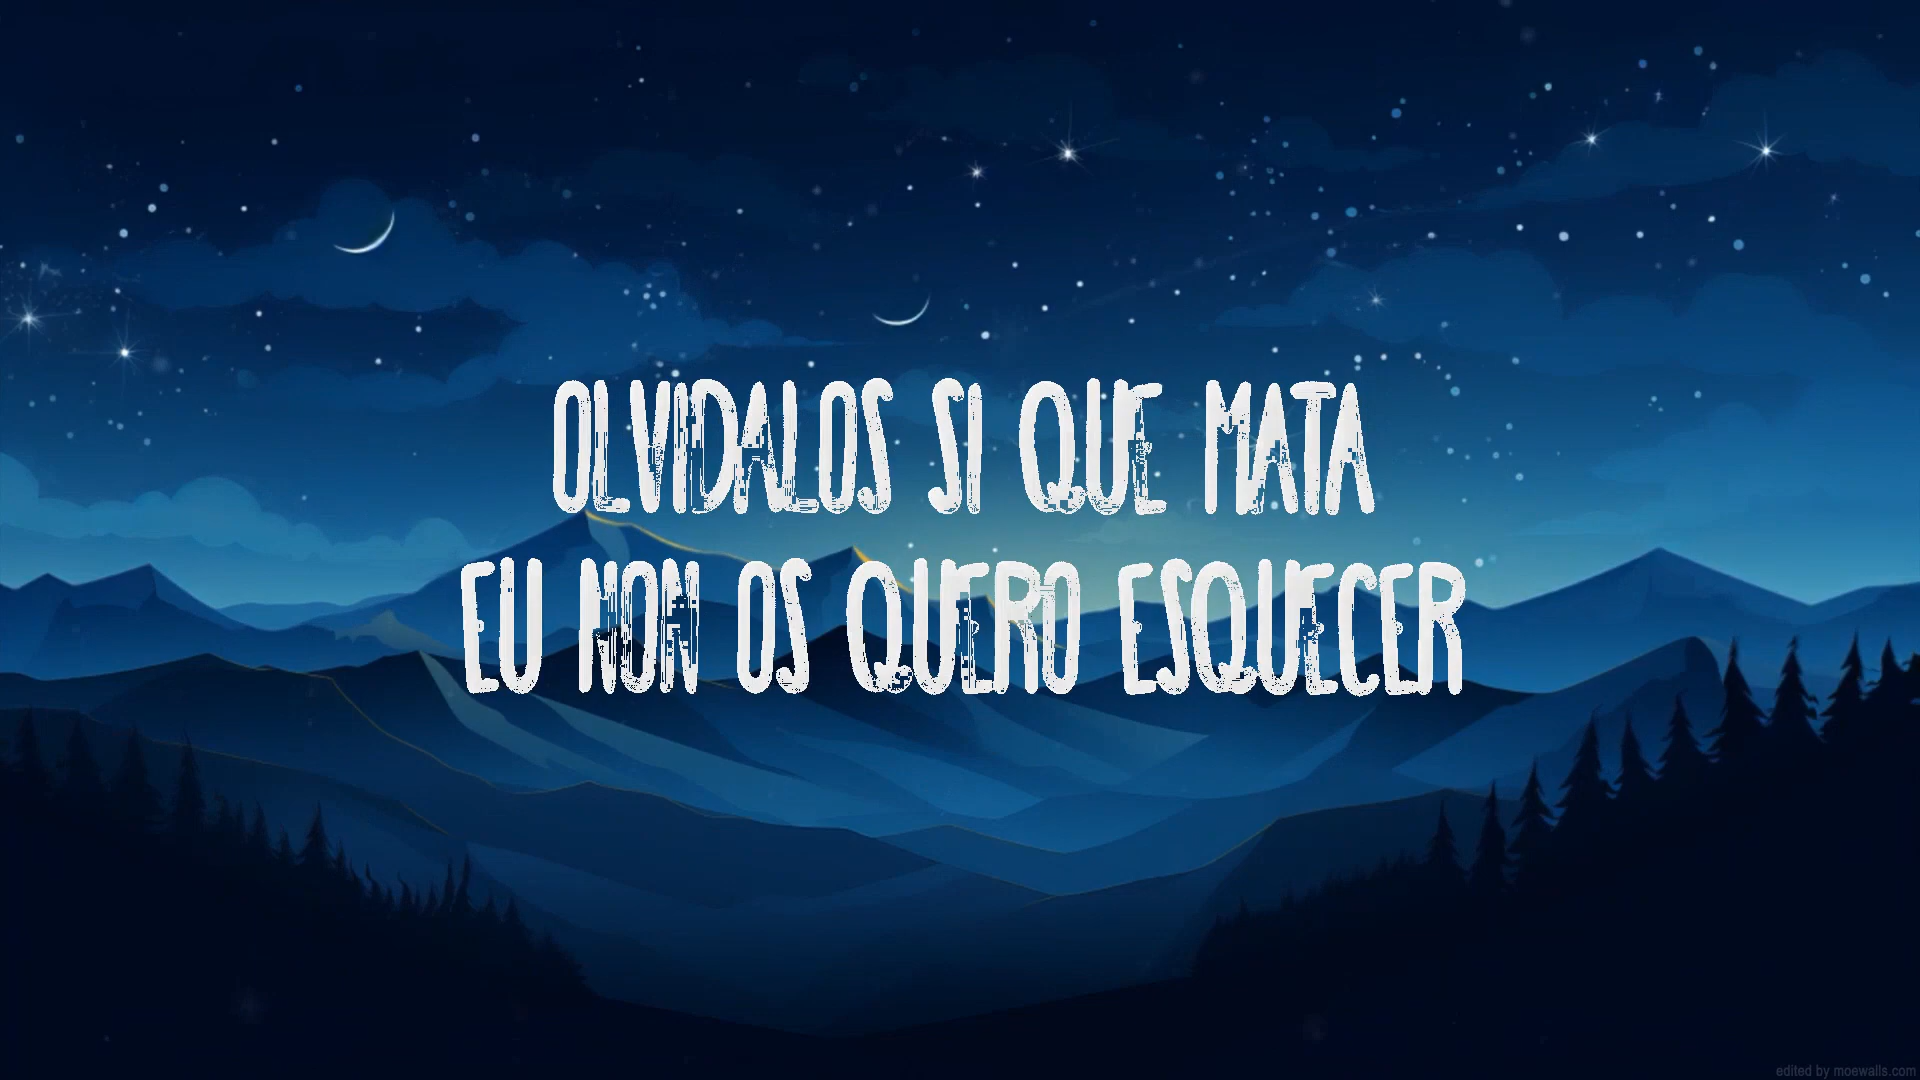 OLVIDALOS SI QUE MATA
EU NON OS QUERO ESQUECER
edited by moewalls.com